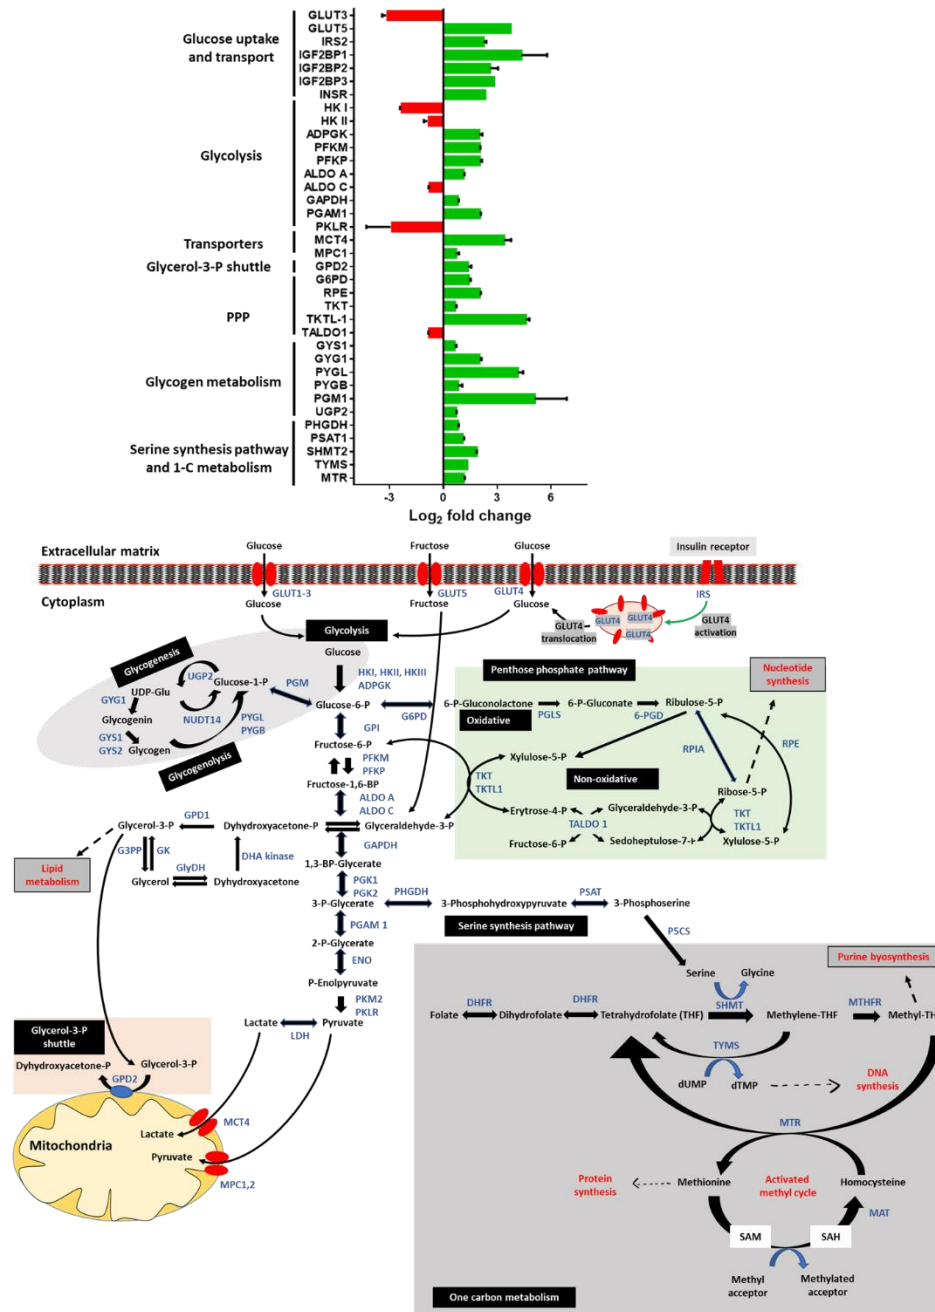 GLUT3
GLUT5
Glucose uptake
IRS2
and transport
IGF2BP1
IGF2BP2
IGF2BP3
INSR
HK I
HK II
ADPGK
PFKM
Glycolysis
PFKP
ALDO A
ALDO C
GAPDH
PGAM1
PKLR
Transporters
MCT4
MPC1
Glycerol-3-P shuttle
GPD2
G6PD
RPE
PPP
TKT
TKTL-1
TALDO1
GYS1
GYG1
Glycogen metabolism
PYGL
PYGB
PGM1
UGP2
PHGDH
Serine synthesis pathway
PSAT1
and 1-C metabolism
SHMT2
TYMS
MTR
-3 0 3 6
Log2 fold change
Extracellular matrix
Glucose
Fructose
Glucose
Insulin receptor
Cytoplasm
GLUT1-3
GLUT5
GLUT4
IRS
Glucose
Fructose
Glucose
GLUT4
GLUT4
GLUT4
GLUT4
translocation
GLUT4
activation
Glycolysis
Glucose
Glycogenesis
UGP2
Glucose-1-P
PGM
HKI, HKII, HKIII
ADPGK
UDP-Glu
GYG1
Glycogenin
NUDT14
PYGL
PYGB
GYS1
GYS2
Glycogen
Glycogenolysis
Glucose-6-P
G6PD
GPI
Fructose-6-P
PFKM
PFKP
Fructose-1,6-BP
ALDO A
ALDO C
Penthose phosphate pathway
Nucleotide
synthesis
6-P-Gluconolactone
PGLS
6-P-Gluconate
6-PGD
Ribulose-5-P
Oxidative
Xylulose-5-P
RPIA
RPE
Non-oxidative
TKT
TKTL1
Ribose-5-P
Erytrose-4-P
Glyceraldehyde-3-P
TALDO 1
TKT
TKTL1
Fructose-6-P
Sedoheptulose-7-P
Xylulose-5-P
Glycerol-3-P
GPD1
Dyhydroxyacetone-P
Glyceraldehyde-3-P
G3PP
GK
DHA kinase
GAPDH
Lipid
metabolism
GlyDH
Glycerol
Dyhydroxyacetone
1,3-BP-Glycerate
PGK1
PGK2
3-P-Glycerate
PHGDH
3-Phosphohydroxypyruvate
PSAT
3-Phosphoserine
PGAM 1
Serine synthesis pathway
PSCS
2-P-Glycerate
ENO
P-Enolpyruvate
PKM2
PKLR
Lactate
LDH
Pyruvate
Serine
Glycine
Purine byosynthesis
DHFR
DHFR
SHMT
MTHFR
Folate
Dihydrofolate
Tetrahydrofolate (THF)
Methylene-THF
Methyl-TH
TYMS
dUMP
dTMP
DNA
synthesis
MTR
Glycerol-3-P
shuttle
Dyhydroxyacetone-P
Glycerol-3-P
GPD2
MCT4
Mitochondria
Lactate
Pyruvate
MPC1,2
Protein
synthesis
Methionine
Activated
methyl cycle
Homocysteine
MAT
SAM
SAH
Methyl
acceptor
Methylated
acceptor
One carbon metabolism